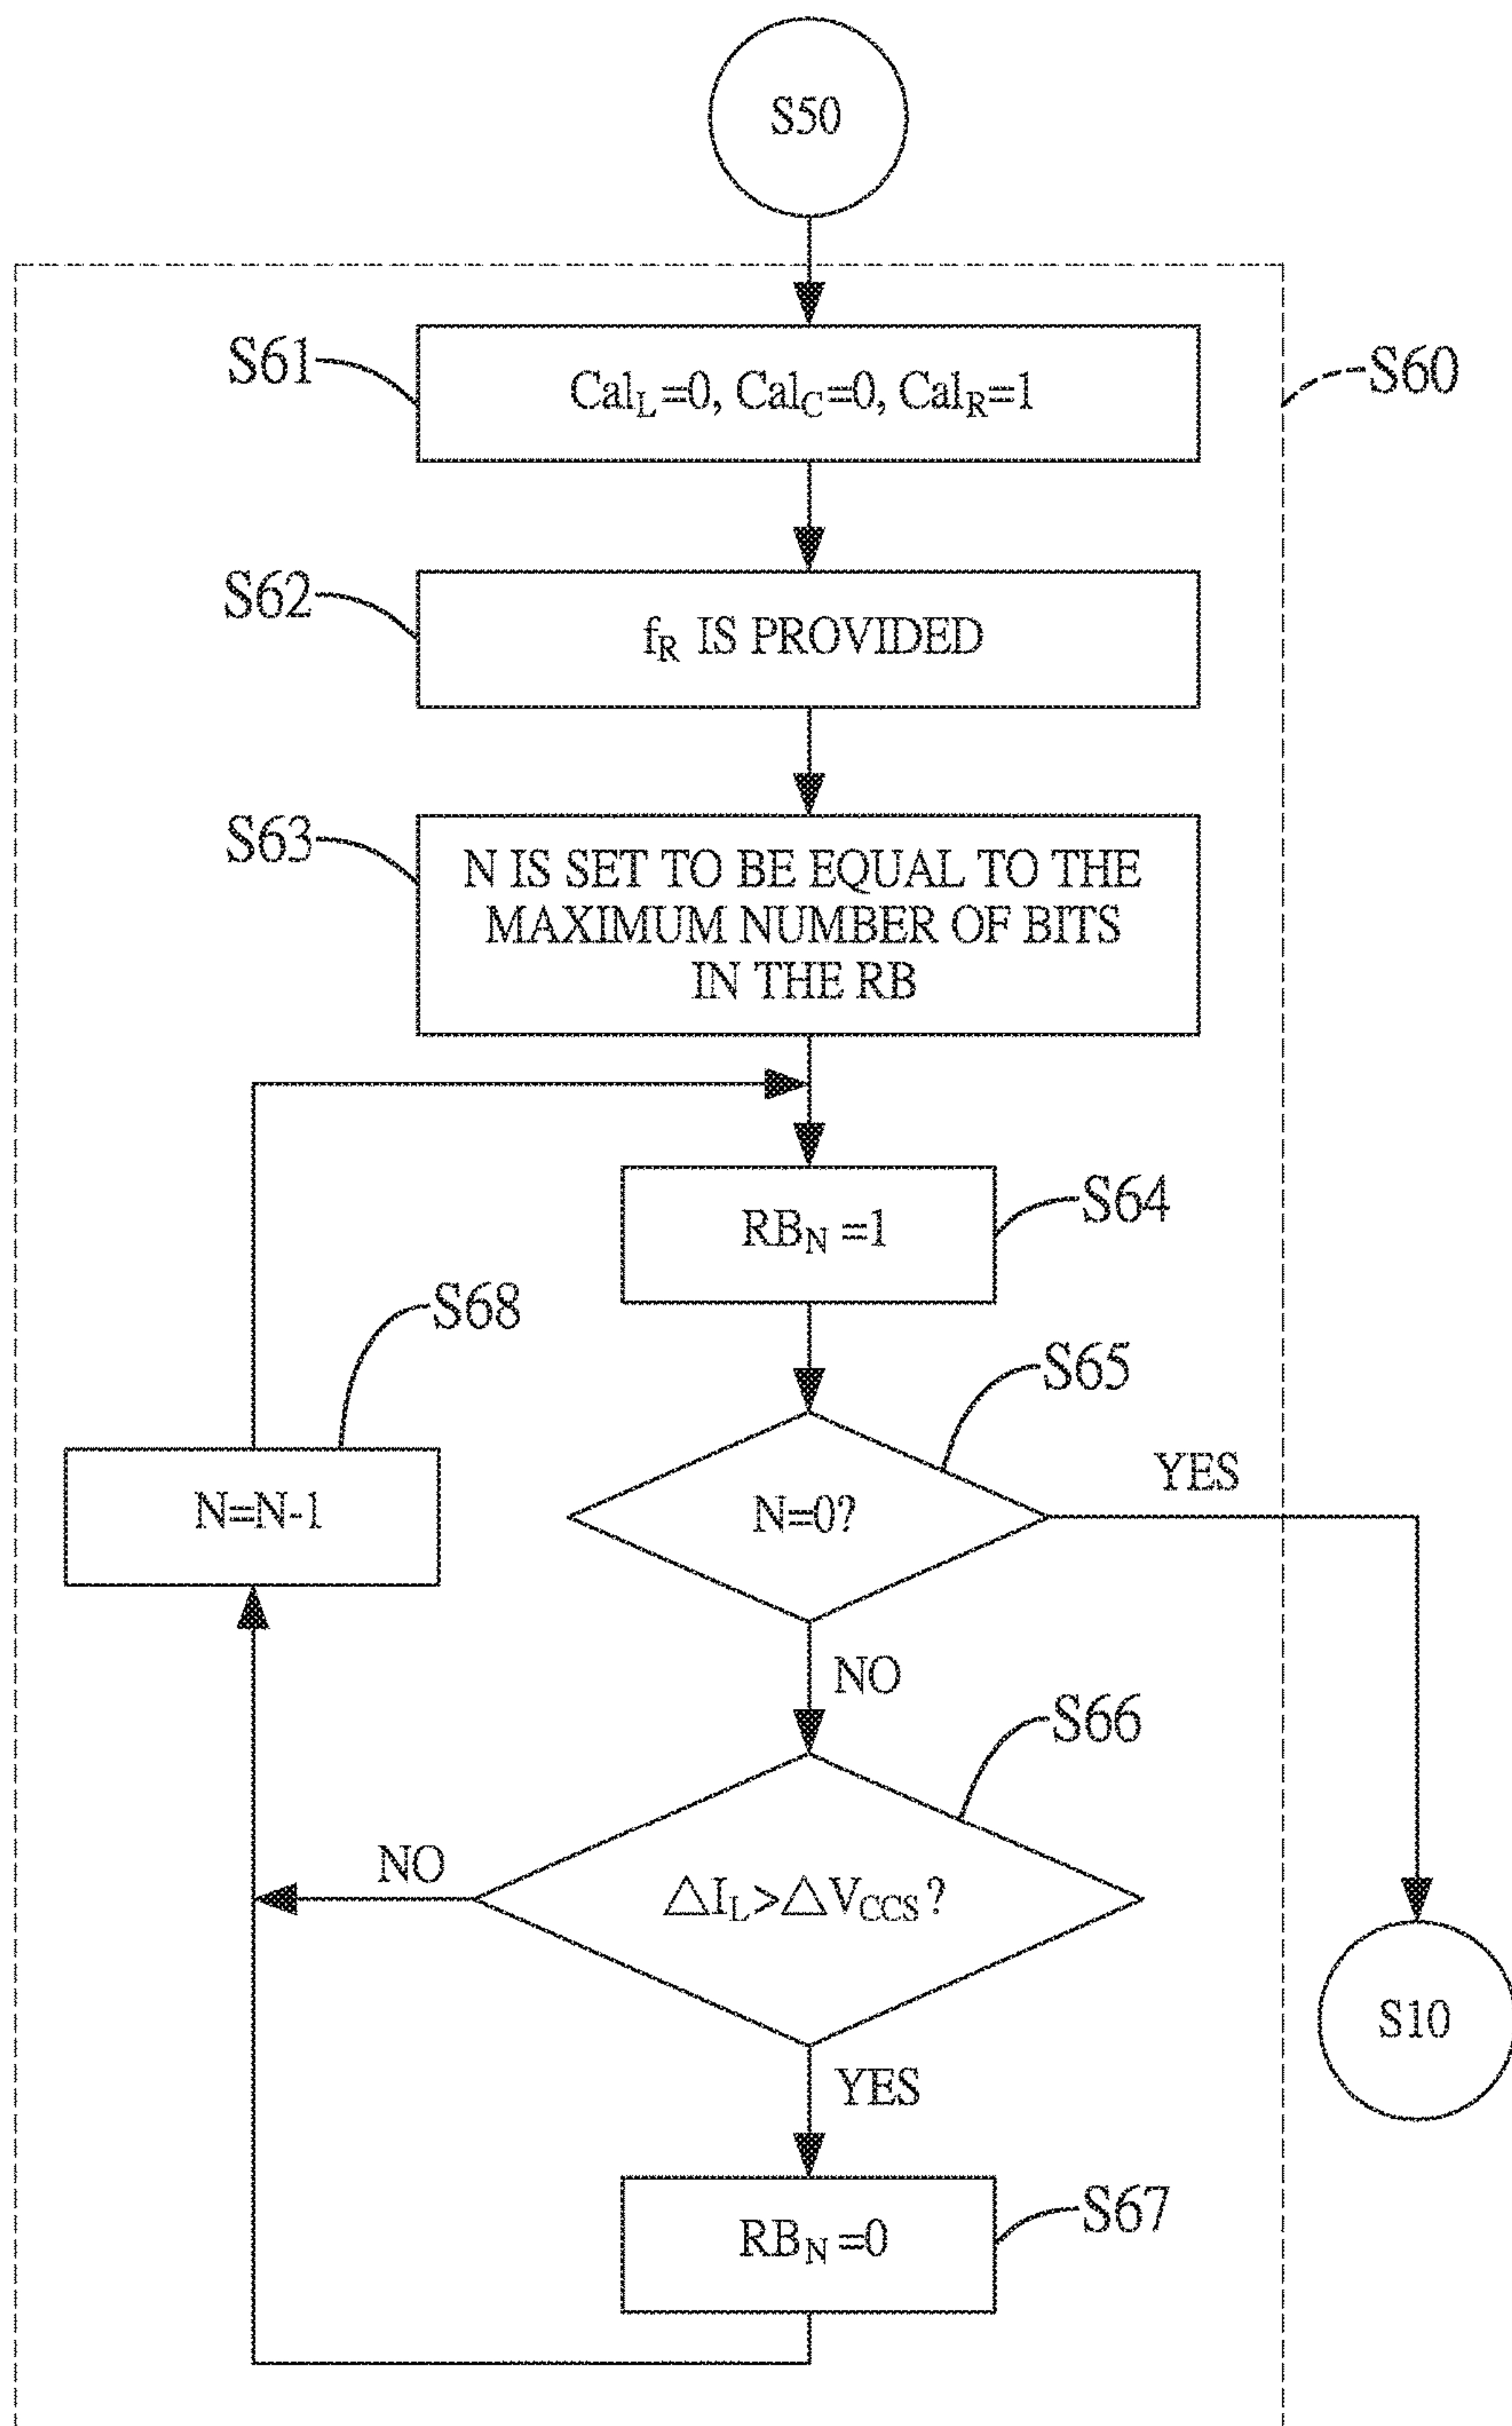 S50
S61
Cal_L=0, Cal_C=0, Cal_R=1
S60
S62
f_R IS PROVIDED
S63
N IS SET TO BE EQUAL TO THE
MAXIMUM NUMBER OF BITS
IN THE RB
RB_N =1
S64
S68
S65
N=N-1
N=0?
YES
NO
S66
NO
△I_L>△V_CCS?
S10
YES
RB_N =0
S67